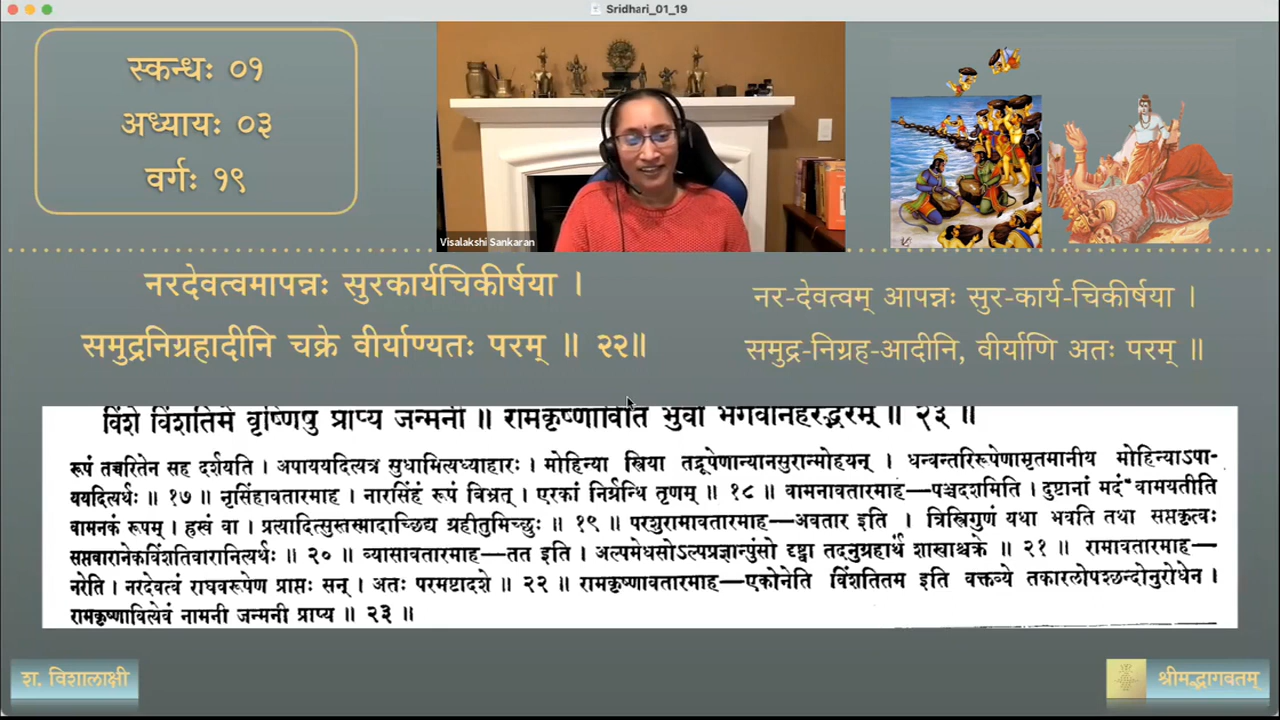 Sridhari_01_19
स्कन्धः ०१
अध्यायः ०३
वर्गः १९
Visalakshi Sankaran
नरदेवत्वमापन्नः सुरकार्यचिकीर्षया ।
समुद्रनिग्रहादीनि चक्रे वीर्याण्यतः परम् ॥ २२॥
नर-देवत्वम् आपन्नः सुर-कार्य-चिकीर्षया ।
समुद्र-निग्रह-आदीनि, वीर्याणि अतः परम् ॥
विंशे विंशतिमे वृष्णिषु प्राप्य जन्मनी ॥ रामकृष्णाविति भुवो भगवानहरद्भरम् ॥ २३ ॥
रूपं तच्चरितेन सह दर्शयति । अपाययदित्यत्र सुधामित्यध्याहारः । मोहिन्या स्त्रिया तद्रूपेणान्यानसुरान्मोहयन् । धन्वन्तरिरूपेणामृतमानीय मोहिन्याऽपा-
ययदित्यर्थः ॥ १७ ॥ नृसिंहावतारमाह । नारसिंहं रूपं बिभ्रत् । एरकां निर्ग्रन्थि तृणम् ॥ १८ ॥ वामनावतारमाह—पञ्चदशमिति । दुष्टानां मदं वामयतीति
वामनकं रूपम् । ह्रस्वं वा । प्रत्यादित्सुस्तस्मादाच्छिद्य ग्रहीतुमिच्छुः ॥ १९ ॥ परशुरामावतारमाह—अवतार इति । त्रिस्त्रिगुणं यथा भवति तथा सप्तकृत्वः
सप्तवारानेकविंशतिवारानित्यर्थः ॥ २० ॥ व्यासावतारमाह—तत इति । अल्पमेधसोऽल्पप्रज्ञान्पुंसो दृष्ट्वा तदनुग्रहार्थं शाखाश्चक्रे ॥ २१ ॥ रामावतारमाह—
नरेति । नरदेवत्वं राघवरूपेण प्राप्तः सन् । अतः परमष्टादशे ॥ २२ ॥ रामकृष्णावतारमाह—एकोनेति विंशतितम इति वक्तव्ये तकारलोपश्छन्दोनुरोधेन ।
रामकृष्णावित्येवं नामनी जन्मनी प्राप्य ॥ २३ ॥
श. विशालाक्षी
श्रीमद्भागवतम्